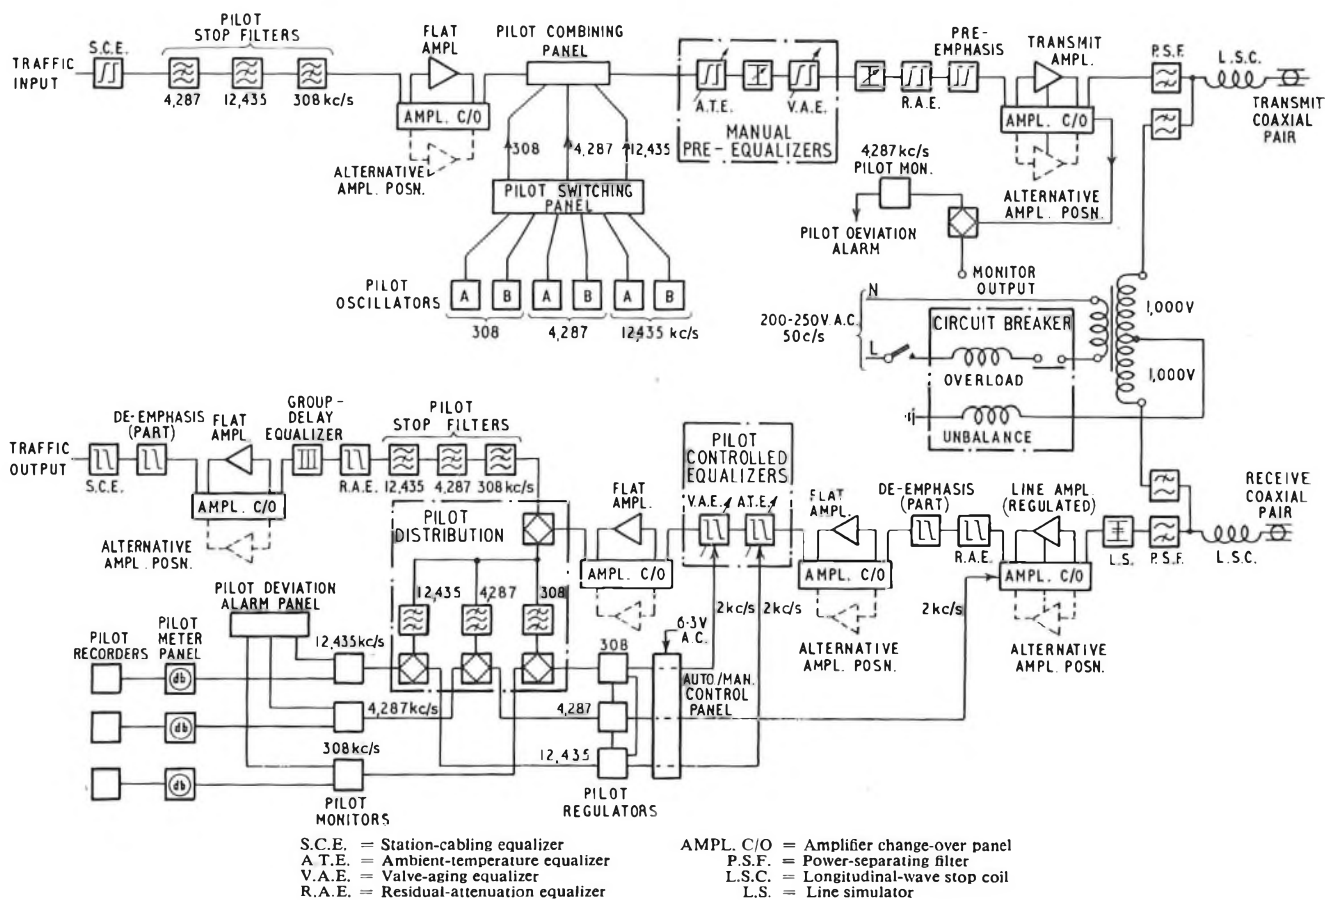 PILOT
STOP FILTERS
S.C.E.
TRAFFIC
INPUT
4,287
12,435
308 kc/s
FLAT
AMPL
AMPL. C/O
ALTERNATIVE
AMPL. POSN.
PILOT COMBINING
PANEL
308
4,287
12,435
PILOT SWITCHING
PANEL
PILOT
OSCILLATORS
A
B
A
B
A
B
308
4,287
12,435 kc/s
A.T.E.
V.A.E.
MANUAL
PRE-EQUALIZERS
R.A.E.
PRE-
EMPHASIS
TRANSMIT
AMPL.
AMPL. C/O
ALTERNATIVE
AMPL. POSN.
P.S.F.
L.S.C.
TRANSMIT
COAXIAL
PAIR
4,287 kc/s
PILOT MON.
PILOT DEVIATION
ALARM
MONITOR
OUTPUT
N
200-250V A.C.
50c/s
L
CIRCUIT BREAKER
OVERLOAD
UNBALANCE
1,000V
1,000V
TRAFFIC
OUTPUT
S.C.E.
DE-EMPHASIS
(PART)
FLAT
AMPL.
AMPL. C/O
ALTERNATIVE
AMPL. POSN.
GROUP-
DELAY
EQUALIZER
R.A.E.
PILOT
STOP FILTERS
12,435
4,287
308 kc/s
PILOT
DISTRIBUTION
12,435
4,287
308
FLAT
AMPL.
AMPL. C/O
PILOT
CONTROLLED
EQUALIZERS
V.A.E.
A.T.E.
FLAT
AMPL.
AMPL. C/O
ALTERNATIVE
AMPL. POSN.
DE-EMPHASIS
(PART)
R.A.E.
LINE AMPL.
(REGULATED)
AMPL. C/O
ALTERNATIVE
AMPL. POSN.
L.S.
P.S.F.
L.S.C.
RECEIVE
COAXIAL
PAIR
2kc/s
2kc/s
2kc/s
6·3V
A.C.
AUTO/MAN.
CONTROL
PANEL
308
4,287
12,435
PILOT
REGULATORS
PILOT DEVIATION
ALARM PANEL
PILOT
RECORDERS
PILOT
METER
PANEL
db
db
db
12,435kc/s
4,287kc/s
308kc/s
PILOT
MONITORS
S.C.E. = Station-cabling equalizer
A T.E. = Ambient-temperature equalizer
V.A.E. = Valve-aging equalizer
R.A.E. = Residual-attenuation equalizer
AMPL. C/O = Amplifier change-over panel
P.S.F. = Power-separating filter
L.S.C. = Longitudinal-wave stop coil
L.S. = Line simulator